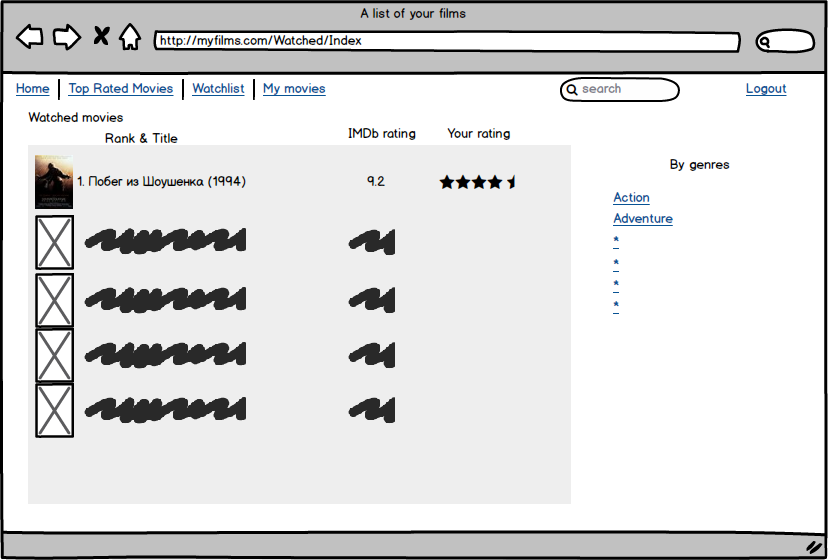 A list of your films
http://myfilms.com/Watched/Index
Home Top Rated Movies Watchlist My movies search Logout
Watched movies
Rank & Title IMDb rating Your rating
1. Побег из Шоушенка (1994) 9.2
By genres
Action
Adventure
*
*
*
*